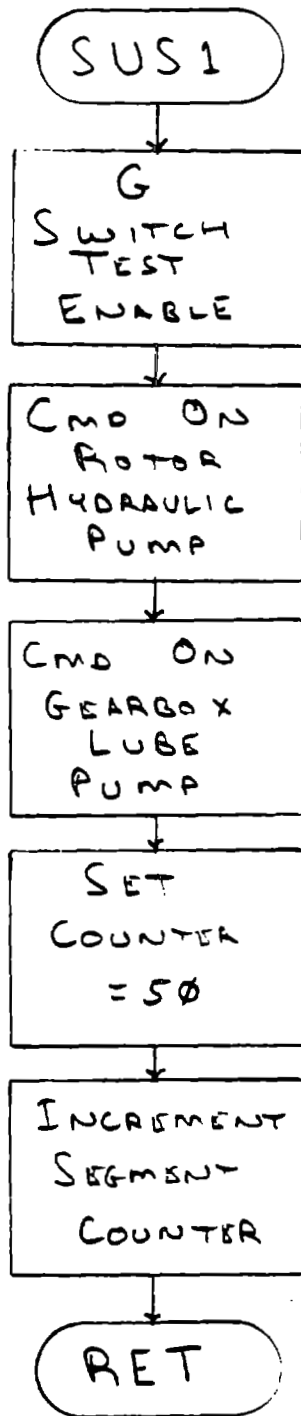 SUS1
G
SWITCH
TEST
ENABLE
CMD ON
ROTOR
HYDRAULIC
PUMP
CMD ON
GEARBOX
LUBE
PUMP
SET
COUNTER
= 5Ø
INCREMENT
SEGMENT
COUNTER
RET